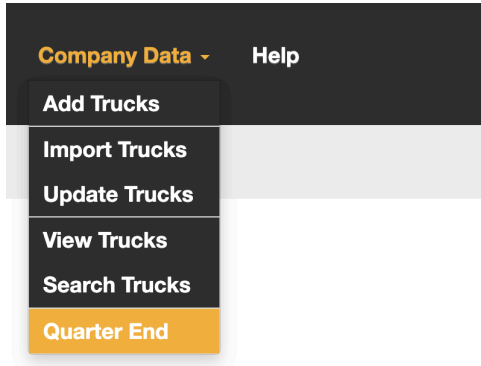 Company Data Help
Add Trucks
Import Trucks
Update Trucks
View Trucks
Search Trucks
Quarter End